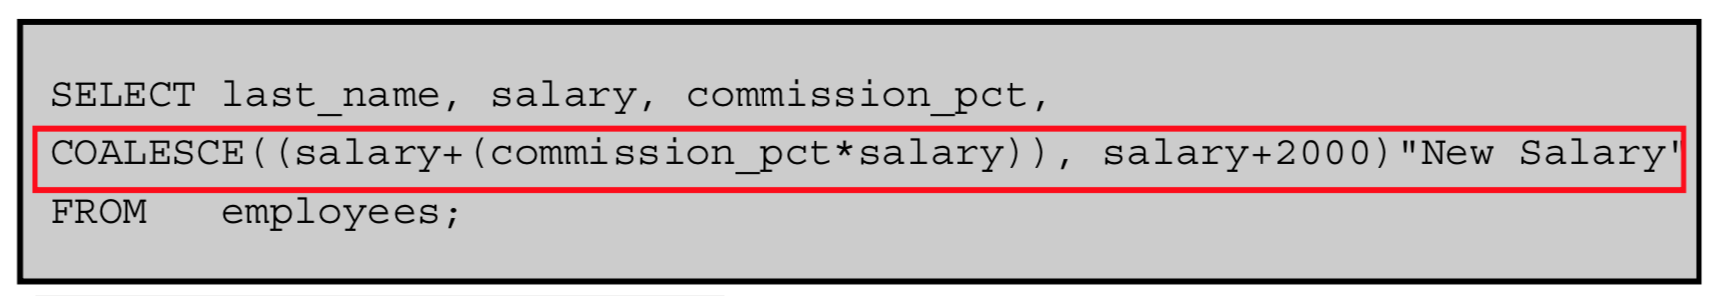 SELECT last_name, salary, commission_pct,
COALESCE((salary+(commission_pct*salary)), salary+2000)"New Salary"
FROM   employees;